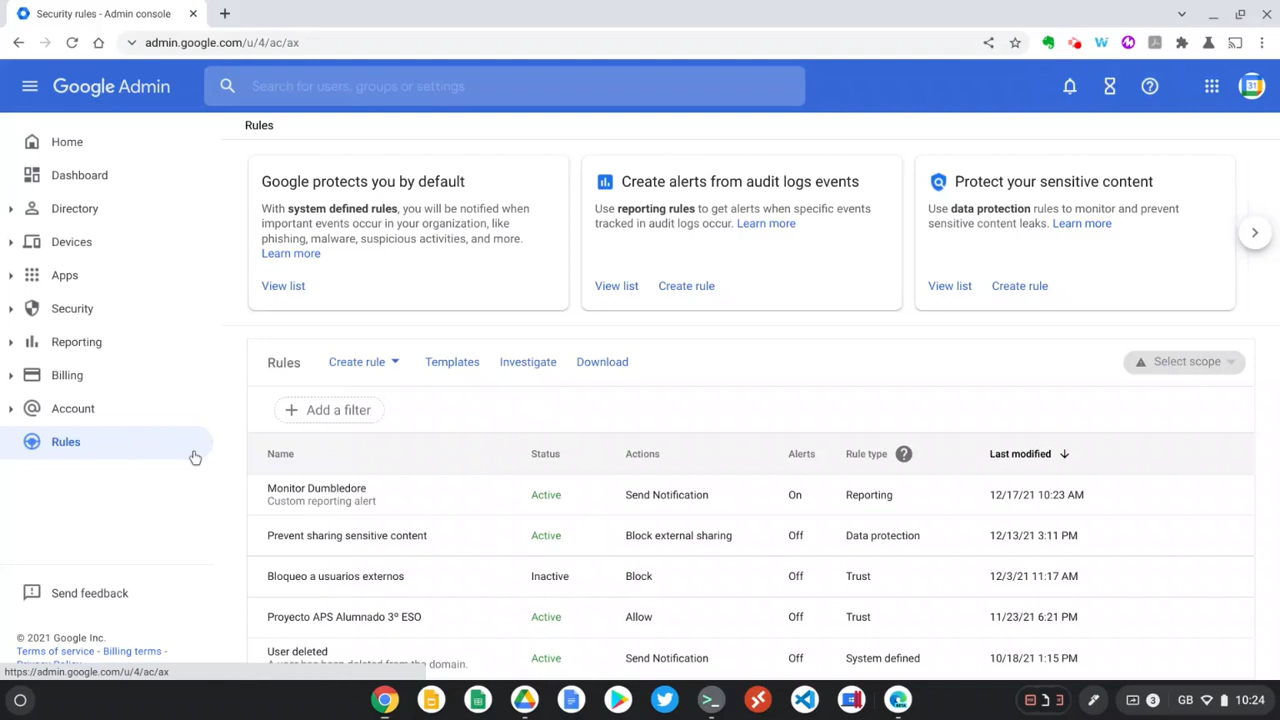 Security rules - Admin console
admin.google.com/u/4/ac/ax
Google Admin
Search for users, groups or settings
31
Home
Dashboard
Directory
Devices
Apps
Security
Reporting
Billing
Account
Rules
Send feedback
© 2021 Google Inc.
Terms of service - Billing terms -
https://admin.google.com/u/4/ac/ax
Rules
Google protects you by default
With system defined rules, you will be notified when
important events occur in your organization, like
phishing, malware, suspicious activities, and more.
Learn more
View list
Create alerts from audit logs events
Use reporting rules to get alerts when specific events
tracked in audit logs occur. Learn more
View list Create rule
Protect your sensitive content
Use data protection rules to monitor and prevent
sensitive content leaks. Learn more
View list Create rule
Rules Create rule Templates Investigate Download Select scope
Add a filter
Name Status Actions Alerts Rule type Last modified
Monitor Dumbledore
Custom reporting alert
Active Send Notification On Reporting 12/17/21 10:23 AM
Prevent sharing sensitive content Active Block external sharing Off Data protection 12/13/21 3:11 PM
Bloqueo a usuarios externos Inactive Block Off Trust 12/3/21 11:17 AM
Proyecto APS Alumnado 3º ESO Active Allow Off Trust 11/23/21 6:21 PM
User deleted
A user has been deleted from the domain.
Active Send Notification Off System defined 10/18/21 1:15 PM
3 GB 10:24